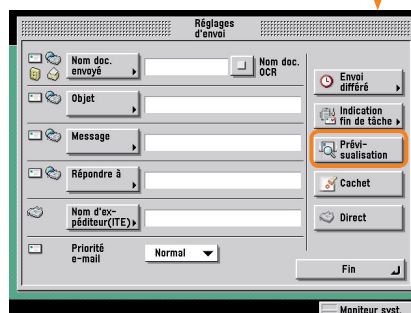 Réglages
d'envoi
Nom doc.
envoyé
Nom doc.
OCR
Objet
Message
Répondre à
Nom d'ex-
péditeur(ITE)
Priorité
e-mail
Normal
Envoi
différé
Indication
fin de tâche
Prévi-
sualisation
Cachet
Direct
Fin
Moniteur syst.